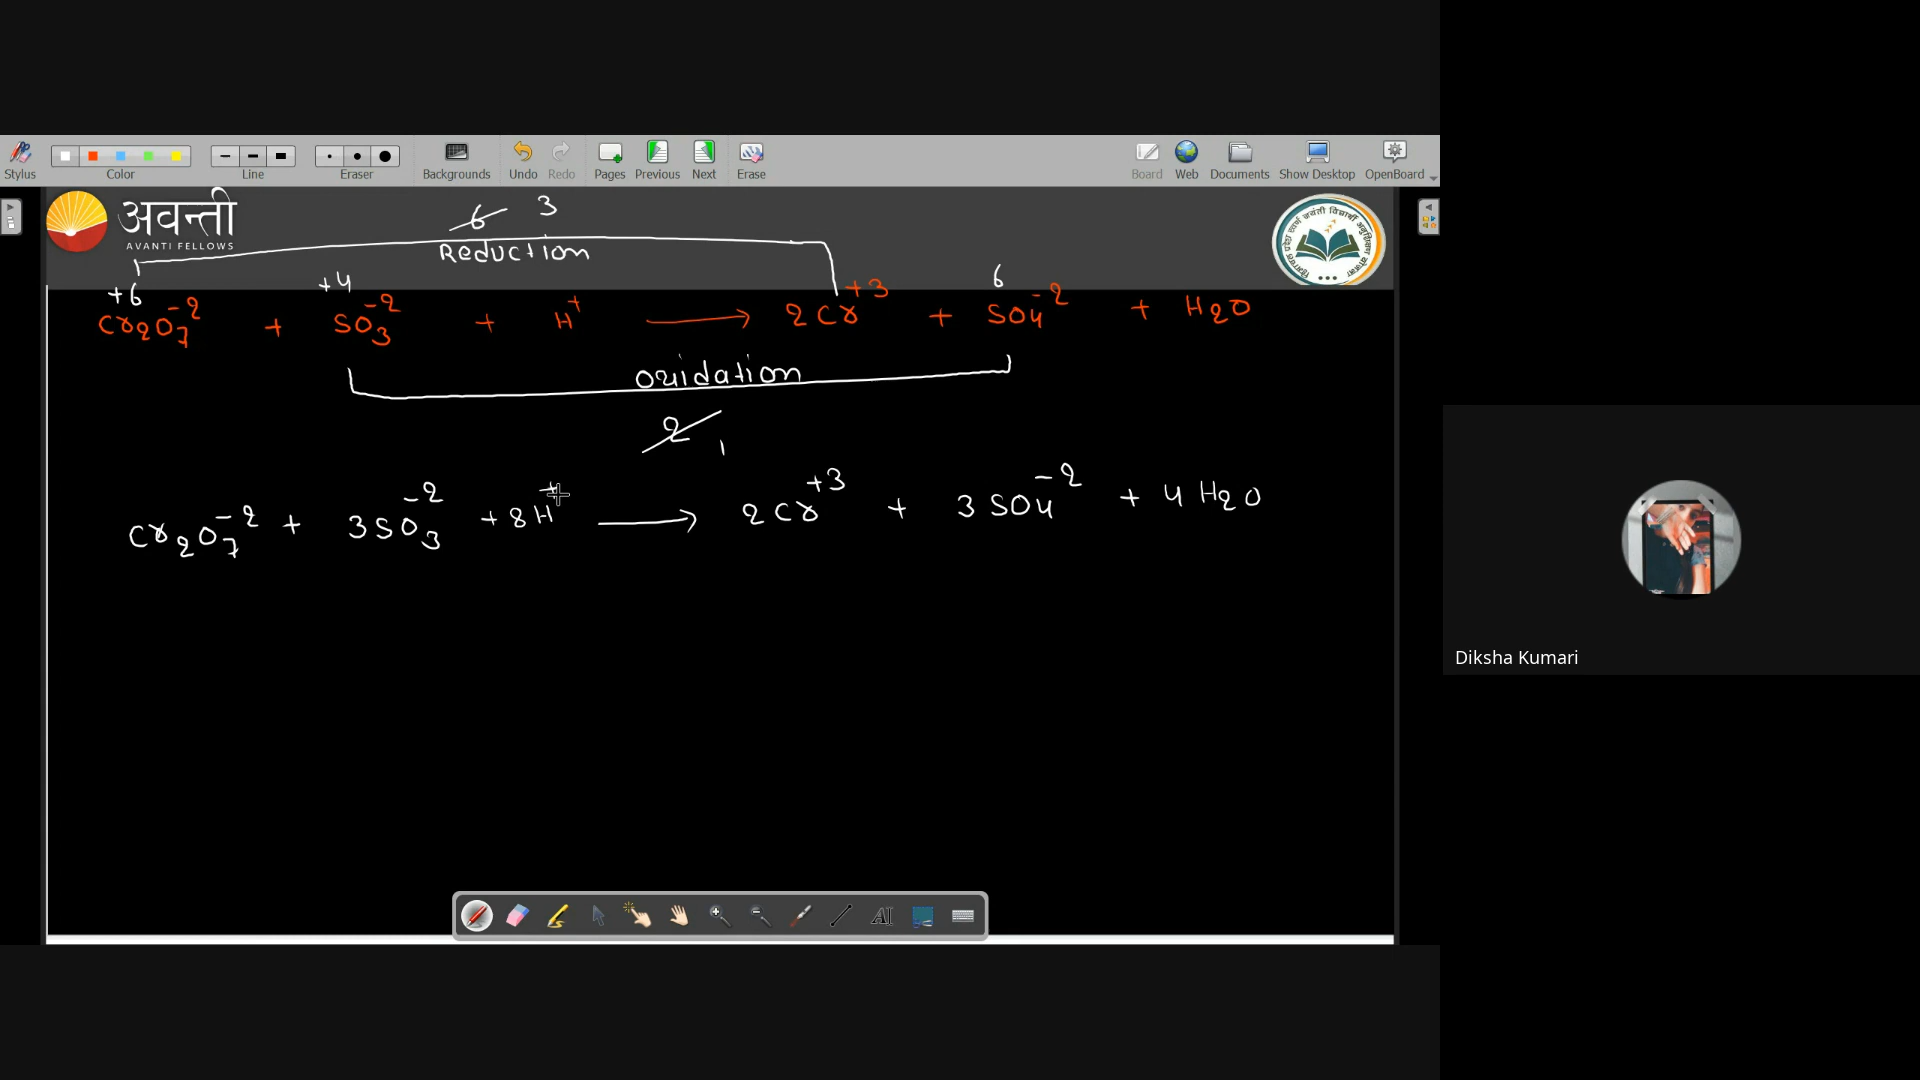 Stylus Color Line Eraser Backgrounds Undo Redo Pages Previous Next Erase Board Web Documents Show Desktop OpenBoard
अवन्ती
AVANTI FELLOWS
6 3
Reduction
+6 +4 6
Cr₂O₇⁻² + SO₃⁻² + H⁺ → 2Cr⁺³ + SO₄⁻² + H₂O
oxidation
2 1
Cr₂O₇⁻² + 3SO₃⁻² + 8H⁺ → 2Cr⁺³ + 3SO₄⁻² + 4H₂O
Diksha Kumari